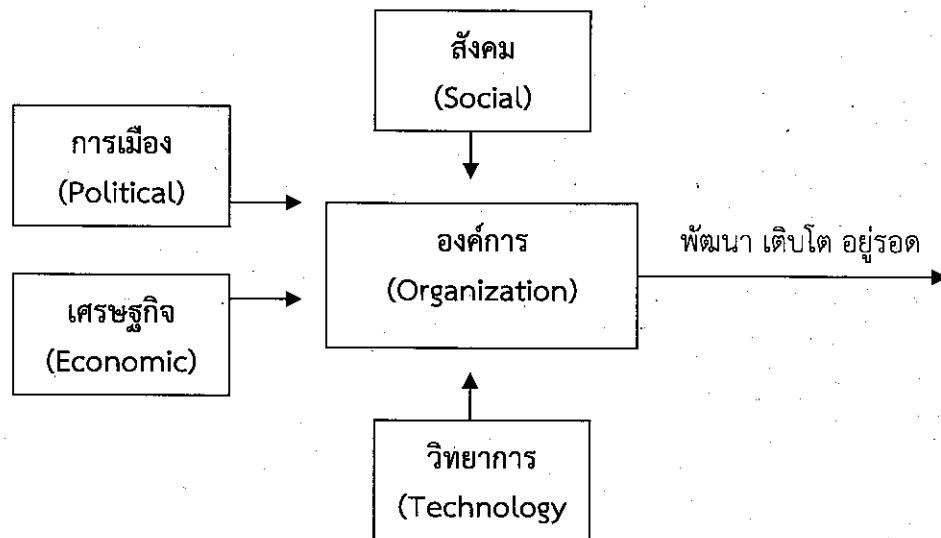 สังคม
(Social)
การเมือง
(Political)
องค์การ
(Organization)
พัฒนา เติบโต อยู่รอด
เศรษฐกิจ
(Economic)
วิทยาการ
(Technology